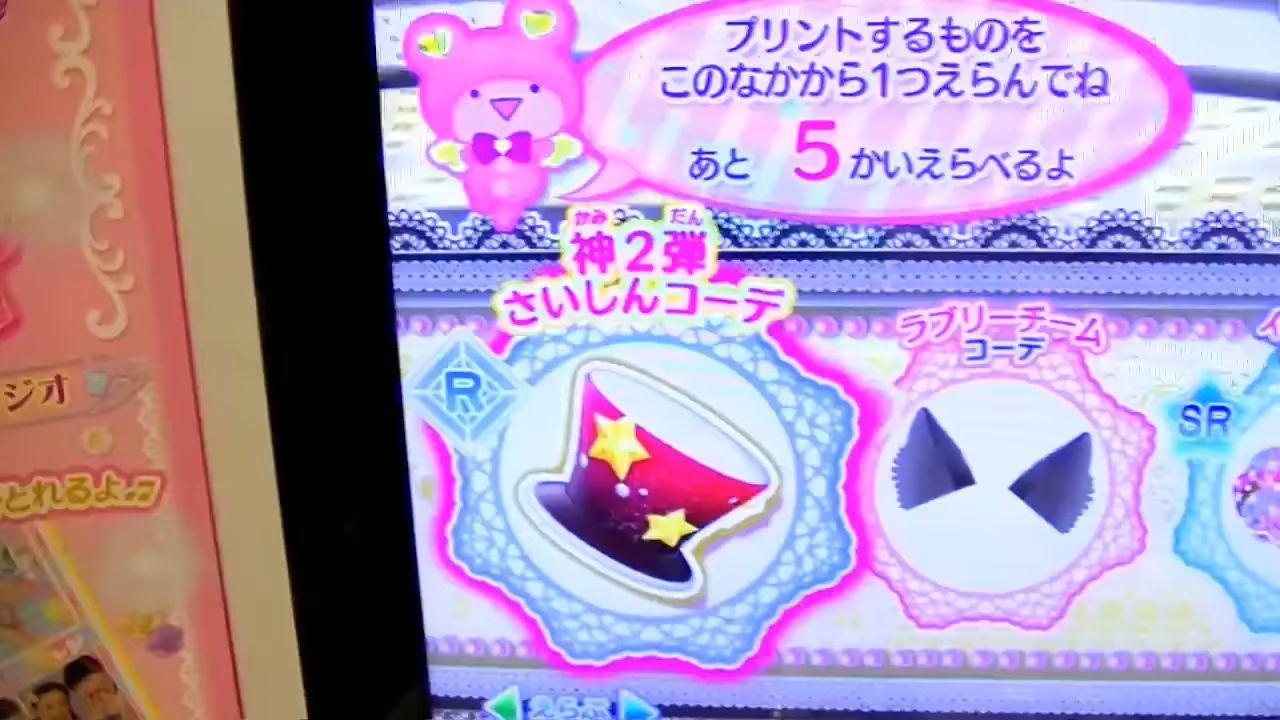 プリントするものを
このなかから1つえらんでね
あと 5 かいえらべるよ
かみ だん
神2弾
さいしんコーデ
R
ラブリーチーム
コーデ
SR
ジオ
とれるよ♫
えらぶ